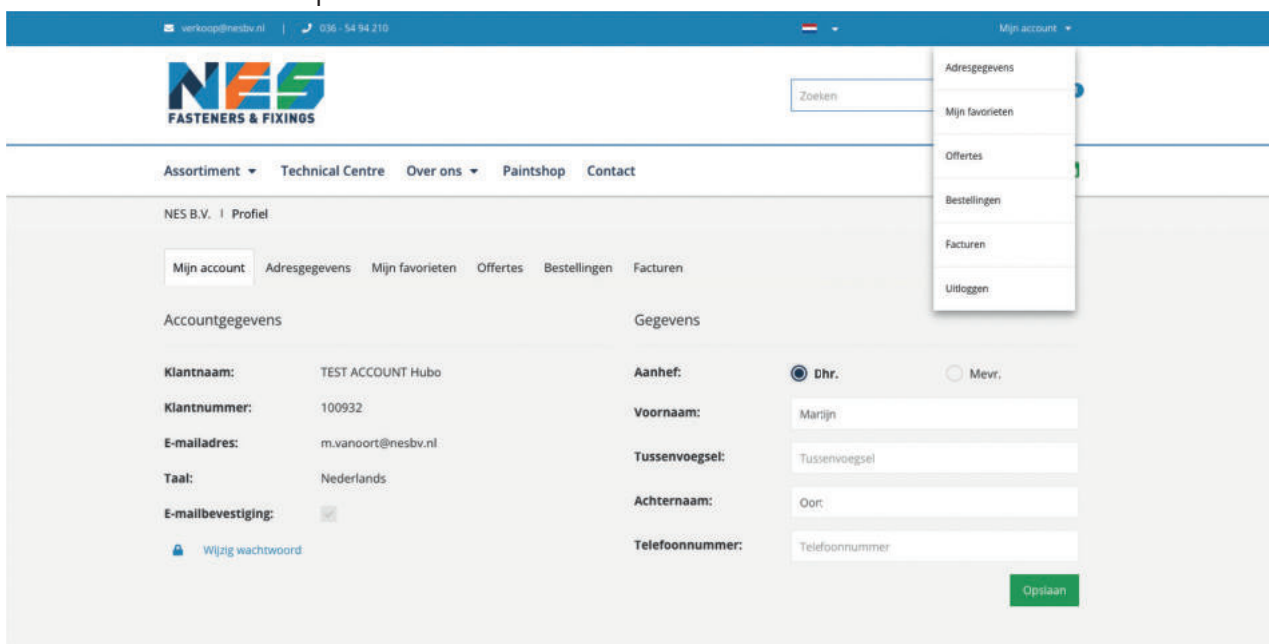 verkoop@nesbv.nl | 036 - 54 94 210
Mijn account
NES
FASTENERS & FIXINGS
Zoeken
Adresgegevens
Mijn favorieten
Offertes
Bestellingen
Facturen
Uitloggen
Assortiment Technical Centre Over ons Paintshop Contact
NES B.V. | Profiel
Mijn account Adresgegevens Mijn favorieten Offertes Bestellingen Facturen
Accountgegevens
Klantnaam: TEST ACCOUNT Hubo
Klantnummer: 100932
E-mailadres: m.vanoort@nesbv.nl
Taal: Nederlands
E-mailbevestiging:
Wijzig wachtwoord
Gegevens
Aanhef: Dhr. Mevr.
Voornaam: Martijn
Tussenvoegsel: Tussenvoegsel
Achternaam: Oort
Telefoonnummer: Telefoonnummer
Opslaan